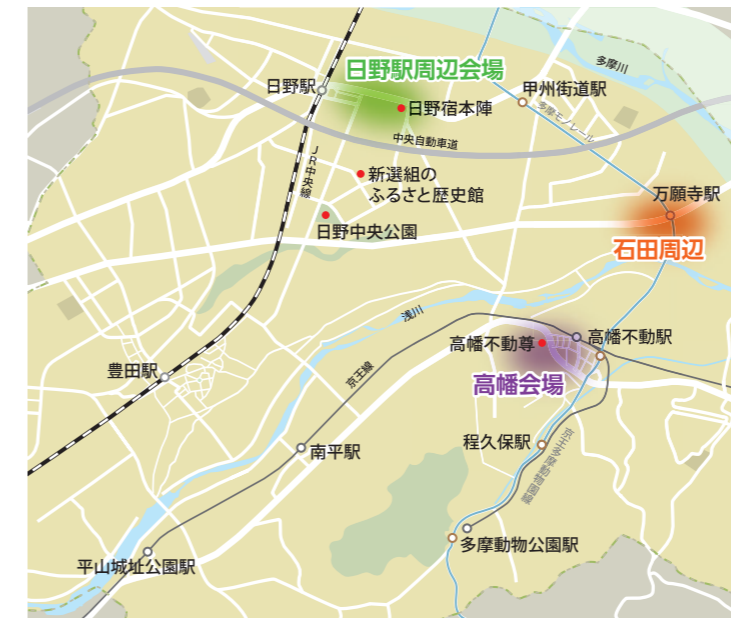 多摩川
日野駅周辺会場
日野駅
甲州街道駅
日野宿本陣
多摩モノレール
中央自動車道
JR中央線
新選組の
ふるさと歴史館
万願寺駅
日野中央公園
石田周辺
浅川
高幡不動駅
高幡不動尊
豊田駅
京王線
高幡会場
程久保駅
京王多摩動物園線
南平駅
多摩動物公園駅
平山城址公園駅